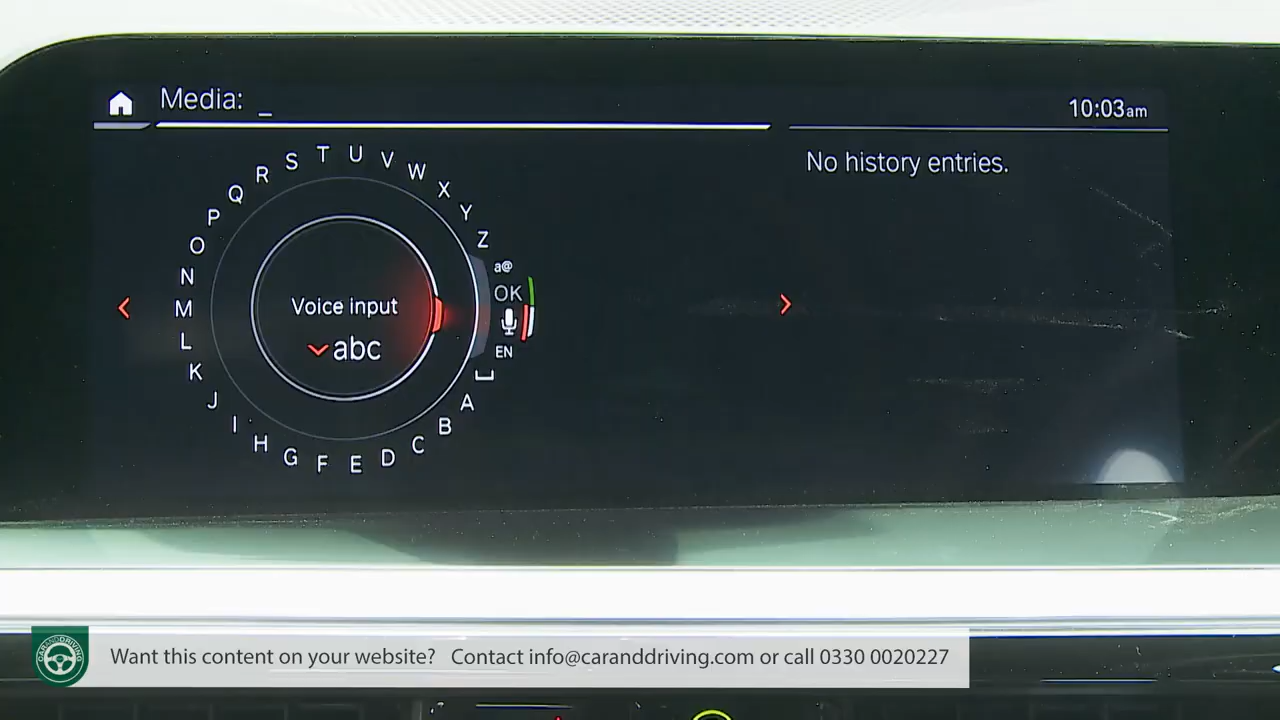 Media: _
10:03am
No history entries.
S T U V W X Y Z
R
Q
P
O
N
M
L
K
J
I
H
G F E D C B A
a@
OK
EN
Voice input
abc
CARANDDRIVING
Want this content on your website? Contact info@caranddriving.com or call 0330 0020227